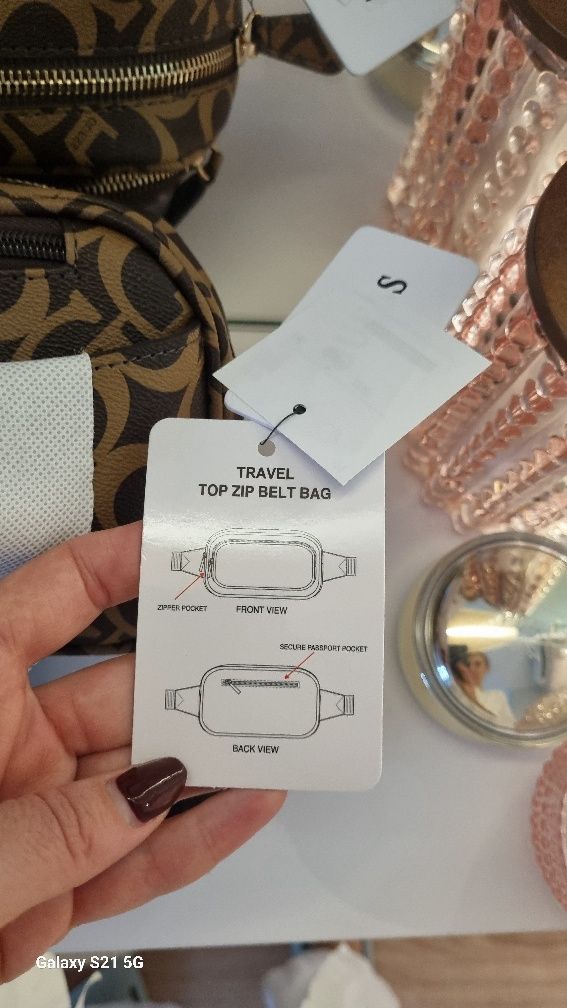 S
TRAVEL
TOP ZIP BELT BAG
ZIPPER POCKET
FRONT VIEW
SECURE PASSPORT POCKET
BACK VIEW
Galaxy S21 5G